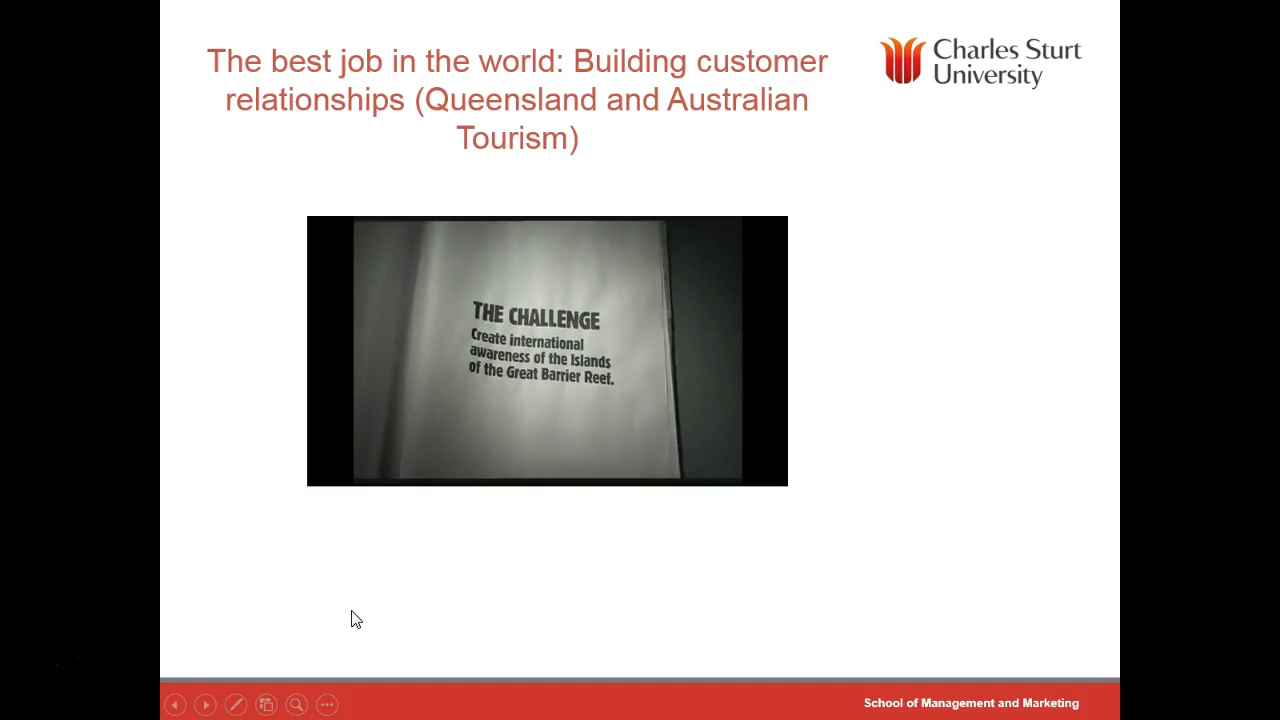 The best job in the world: Building customer
relationships (Queensland and Australian
Tourism)
Charles Sturt
University
THE CHALLENGE
Create international
awareness of the Islands
of the Great Barrier Reef.
School of Management and Marketing